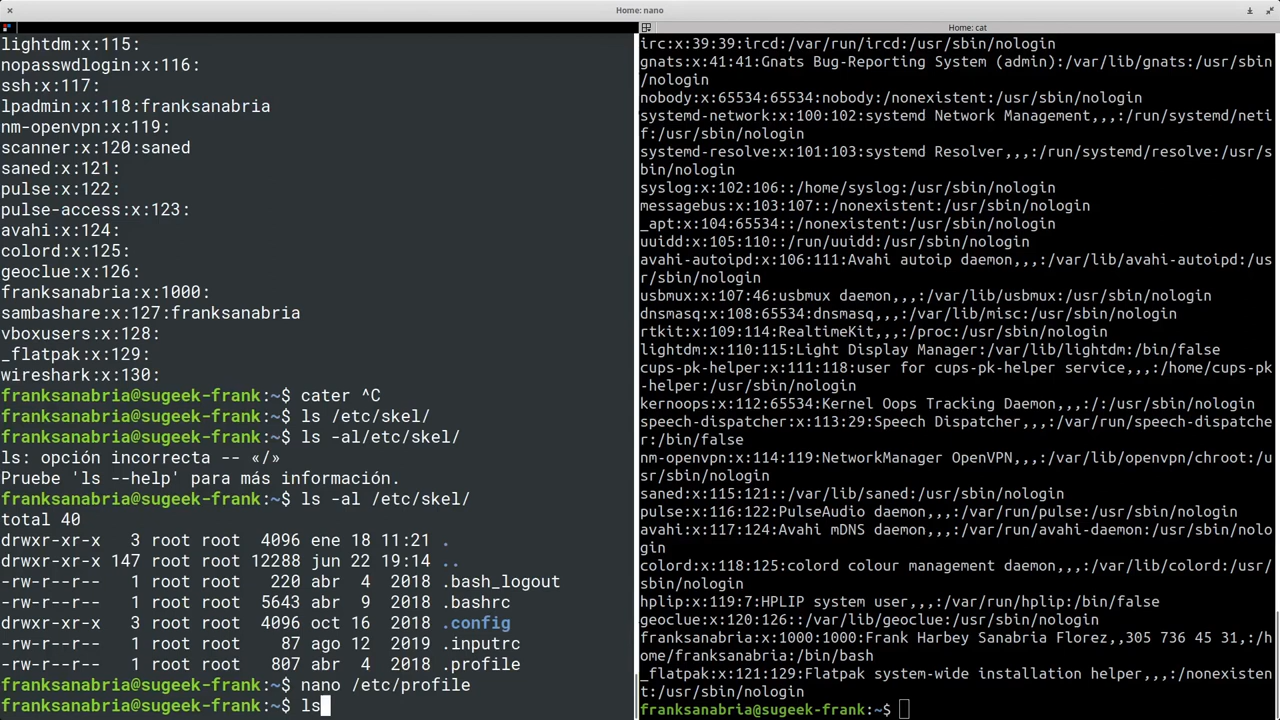 Home: nano
lightdm:x:115:
nopasswdlogin:x:116:
ssh:x:117:
lpadmin:x:118:franksanabria
nm-openvpn:x:119:
scanner:x:120:saned
saned:x:121:
pulse:x:122:
pulse-access:x:123:
avahi:x:124:
colord:x:125:
geoclue:x:126:
franksanabria:x:1000:
sambashare:x:127:franksanabria
vboxusers:x:128:
_flatpak:x:129:
wireshark:x:130:
franksanabria@sugeek-frank:~$ cater ^C
franksanabria@sugeek-frank:~$ ls /etc/skel/
franksanabria@sugeek-frank:~$ ls -al/etc/skel/
ls: opción incorrecta -- «/»
Pruebe 'ls --help' para más información.
franksanabria@sugeek-frank:~$ ls -al /etc/skel/
total 40
drwxr-xr-x 3 root root 4096 ene 18 11:21 .
drwxr-xr-x 147 root root 12288 jun 22 19:14 ..
-rw-r--r-- 1 root root 220 abr 4 2018 .bash_logout
-rw-r--r-- 1 root root 5643 abr 9 2018 .bashrc
drwxr-xr-x 3 root root 4096 oct 16 2018 .config
-rw-r--r-- 1 root root 87 ago 12 2019 .inputrc
-rw-r--r-- 1 root root 807 abr 4 2018 .profile
franksanabria@sugeek-frank:~$ nano /etc/profile
franksanabria@sugeek-frank:~$ ls
Home: cat
irc:x:39:39:ircd:/var/run/ircd:/usr/sbin/nologin
gnats:x:41:41:Gnats Bug-Reporting System (admin):/var/lib/gnats:/usr/sbin
/nologin
nobody:x:65534:65534:nobody:/nonexistent:/usr/sbin/nologin
systemd-network:x:100:102:systemd Network Management,,,:/run/systemd/neti
f:/usr/sbin/nologin
systemd-resolve:x:101:103:systemd Resolver,,,:/run/systemd/resolve:/usr/s
bin/nologin
syslog:x:102:106::/home/syslog:/usr/sbin/nologin
messagebus:x:103:107::/nonexistent:/usr/sbin/nologin
_apt:x:104:65534::/nonexistent:/usr/sbin/nologin
uuidd:x:105:110::/run/uuidd:/usr/sbin/nologin
avahi-autoipd:x:106:111:Avahi autoip daemon,,,:/var/lib/avahi-autoipd:/us
r/sbin/nologin
usbmux:x:107:46:usbmux daemon,,,:/var/lib/usbmux:/usr/sbin/nologin
dnsmasq:x:108:65534:dnsmasq,,,:/var/lib/misc:/usr/sbin/nologin
rtkit:x:109:114:RealtimeKit,,,:/proc:/usr/sbin/nologin
lightdm:x:110:115:Light Display Manager:/var/lib/lightdm:/bin/false
cups-pk-helper:x:111:118:user for cups-pk-helper service,,,:/home/cups-pk
-helper:/usr/sbin/nologin
kernoops:x:112:65534:Kernel Oops Tracking Daemon,,,:/:/usr/sbin/nologin
speech-dispatcher:x:113:29:Speech Dispatcher,,,:/var/run/speech-dispatche
r:/bin/false
nm-openvpn:x:114:119:NetworkManager OpenVPN,,,:/var/lib/openvpn/chroot:/u
sr/sbin/nologin
saned:x:115:121::/var/lib/saned:/usr/sbin/nologin
pulse:x:116:122:PulseAudio daemon,,,:/var/run/pulse:/usr/sbin/nologin
avahi:x:117:124:Avahi mDNS daemon,,,:/var/run/avahi-daemon:/usr/sbin/nolo
gin
colord:x:118:125:colord colour management daemon,,,:/var/lib/colord:/usr/
sbin/nologin
hplip:x:119:7:HPLIP system user,,,:/var/run/hplip:/bin/false
geoclue:x:120:126::/var/lib/geoclue:/usr/sbin/nologin
franksanabria:x:1000:1000:Frank Harbey Sanabria Florez,,305 736 45 31,:/h
ome/franksanabria:/bin/bash
_flatpak:x:121:129:Flatpak system-wide installation helper,,,:/nonexisten
t:/usr/sbin/nologin
franksanabria@sugeek-frank:~$